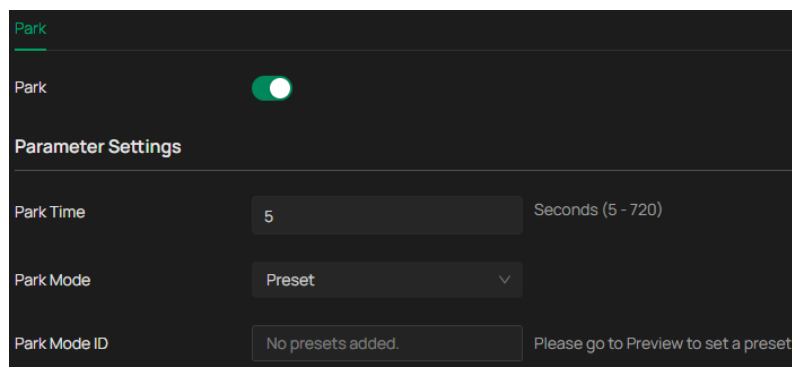 Park
Park
Parameter Settings
Park Time 5 Seconds (5 - 720)
Park Mode Preset
Park Mode ID No presets added. Please go to Preview to set a preset